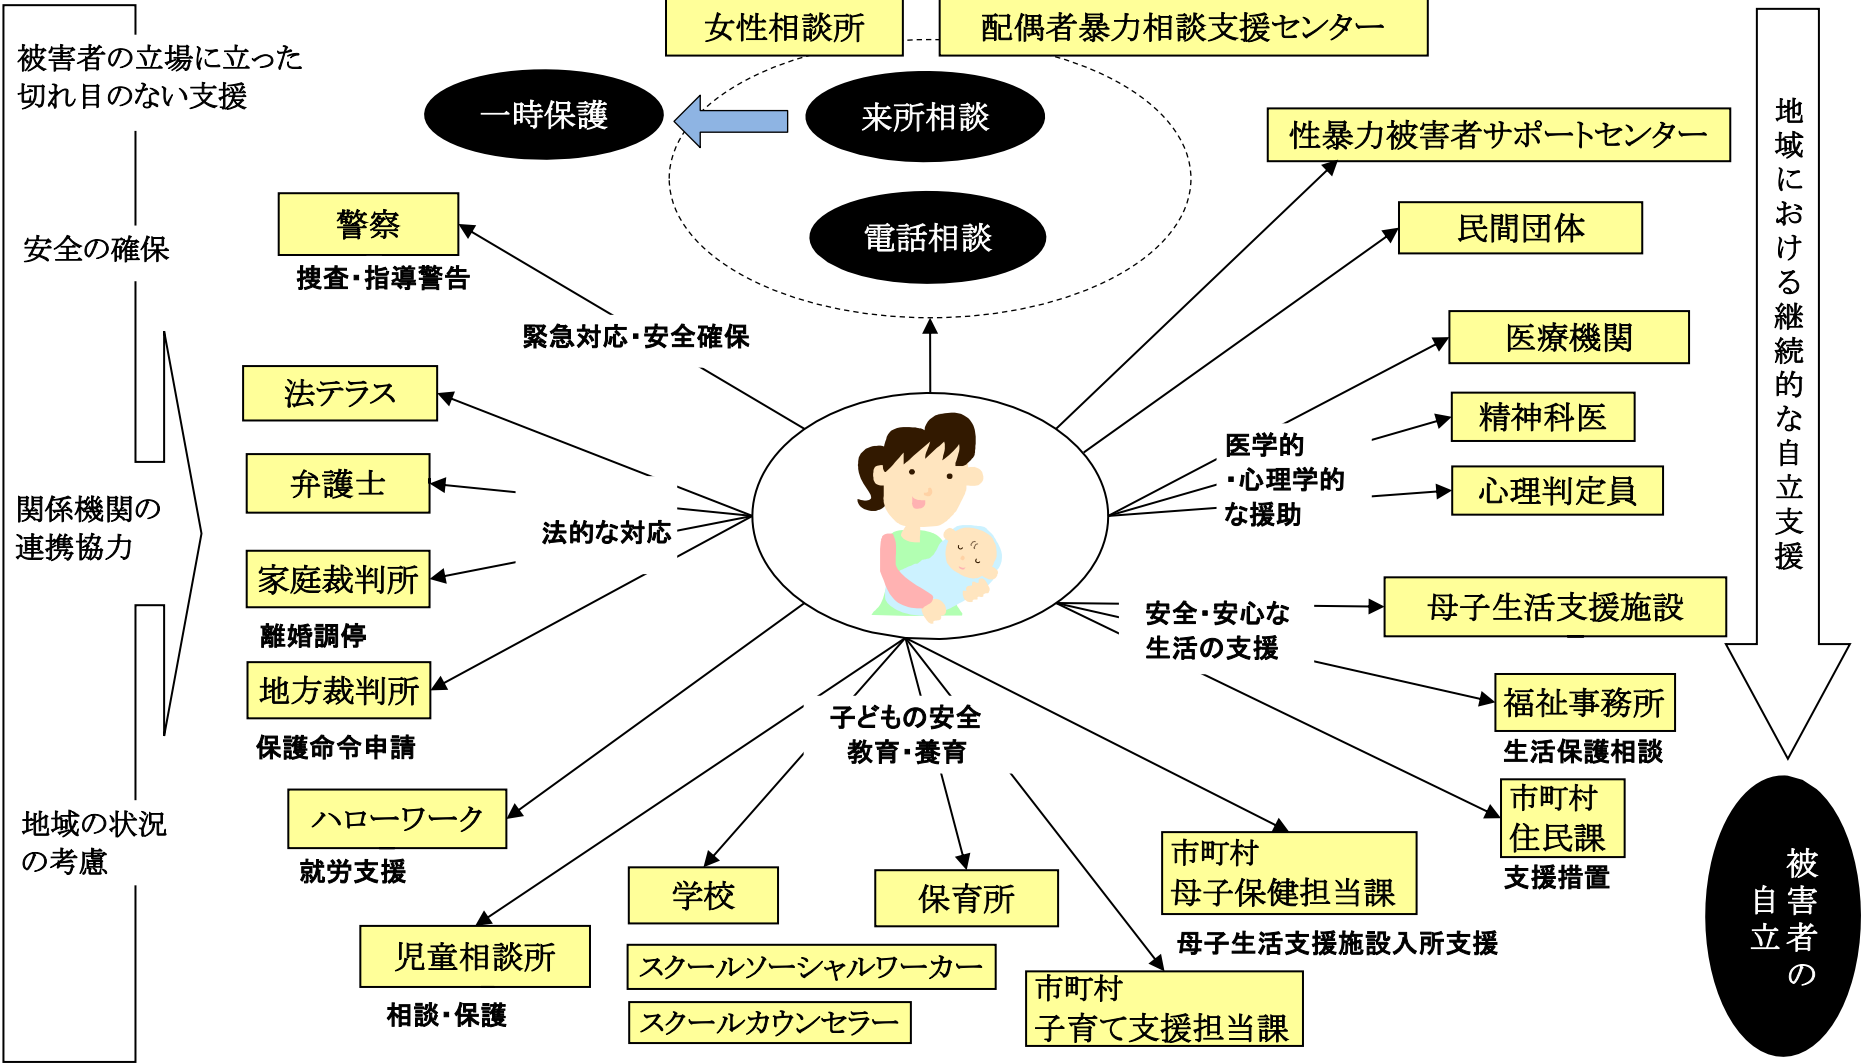 女性相談所
配偶者暴力相談支援センター
被害者の立場に立った
切れ目のない支援
一時保護
来所相談
電話相談
性暴力被害者サポートセンター
民間団体
警察
捜査・指導警告
安全の確保
緊急対応・安全確保
医療機関
精神科医
心理判定員
医学的
・心理学的
な援助
法テラス
弁護士
法的な対応
家庭裁判所
離婚調停
地方裁判所
保護命令申請
関係機関の
連携協力
安全・安心な
生活の支援
母子生活支援施設
福祉事務所
生活保護相談
市町村
住民課
支援措置
子どもの安全
教育・養育
ハローワーク
就労支援
地域の状況
の考慮
児童相談所
相談・保護
学校
保育所
スクールソーシャルワーカー
スクールカウンセラー
市町村
母子保健担当課
母子生活支援施設入所支援
市町村
子育て支援担当課
地域における継続的な自立支援
被害者の
自立